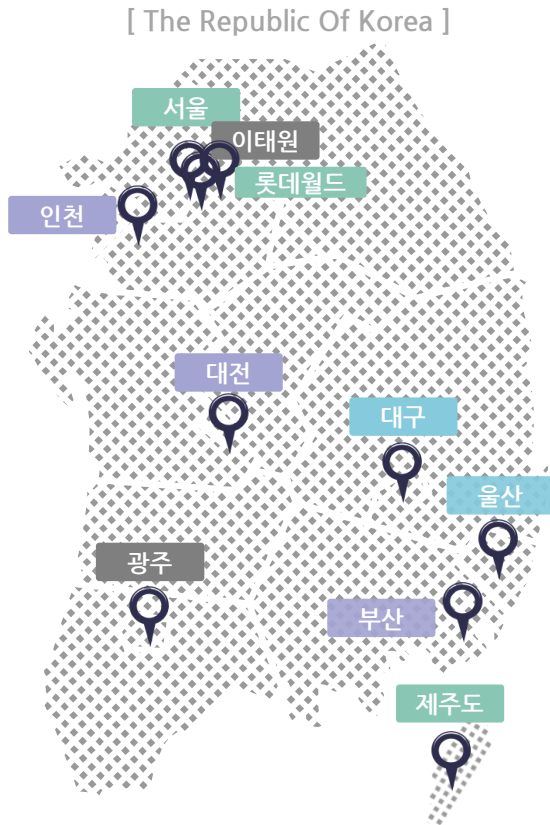 [ The Republic Of Korea ]
서울
이태원
롯데월드
인천
대전
대구
울산
광주
부산
제주도